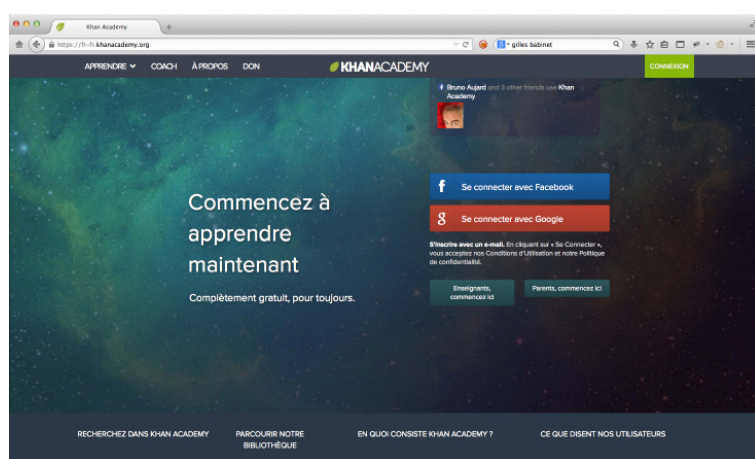 Khan Academy
https://fr-fr.khanacademy.org
gilles babinet
APPRENDRE
COACH
À PROPOS
DON
KHANACADEMY
CONNEXION
Bruno Aujard and 3 other friends use Khan
Academy
Commencez à
apprendre
maintenant
Complètement gratuit, pour toujours.
f Se connecter avec Facebook
g Se connecter avec Google
S'inscrire avec un e-mail. En cliquant sur « Se Connecter »,
vous acceptez nos Conditions d'Utilisation et notre Politique
de confidentialité.
Enseignants,
commencez ici
Parents, commencez ici
RECHERCHEZ DANS KHAN ACADEMY
PARCOURIR NOTRE
BIBLIOTHÈQUE
EN QUOI CONSISTE KHAN ACADEMY ?
CE QUE DISENT NOS UTILISATEURS